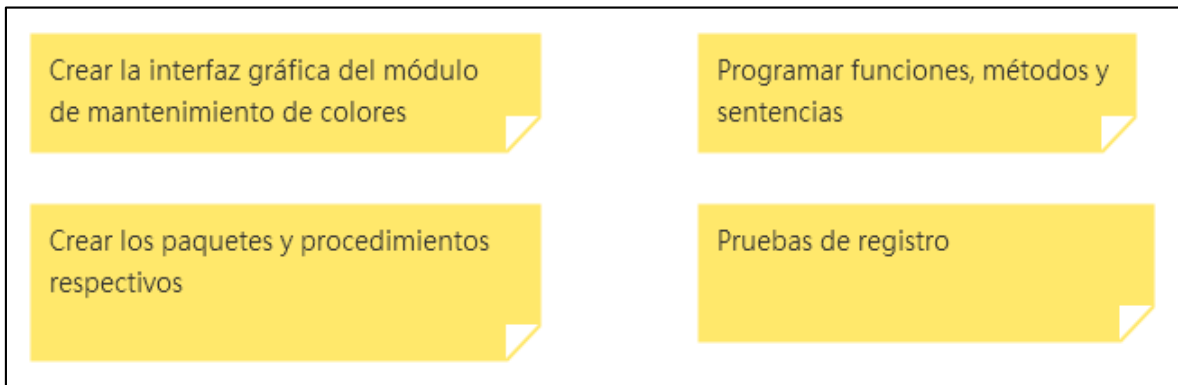 Crear la interfaz gráfica del módulo
de mantenimiento de colores
Programar funciones, métodos y
sentencias
Crear los paquetes y procedimientos
respectivos
Pruebas de registro